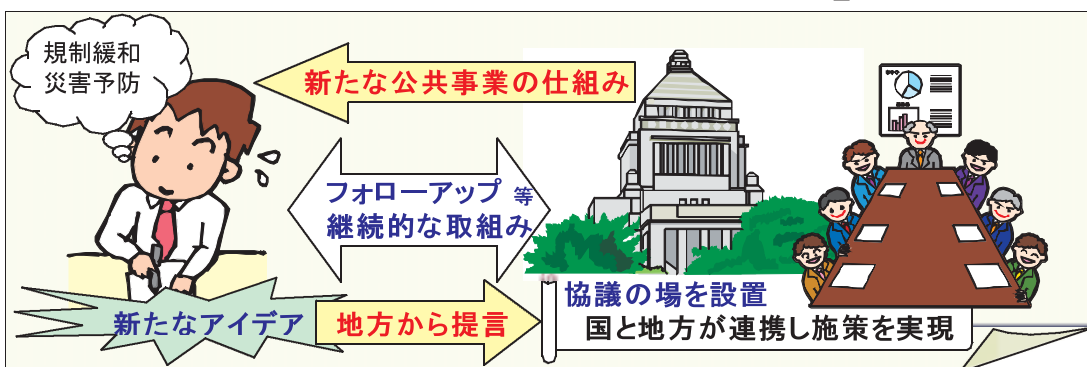 規制緩和
災害予防
新たな公共事業の仕組み
フォローアップ 等
継続的な取組み
新たなアイデア
地方から提言
協議の場を設置
国と地方が連携し施策を実現